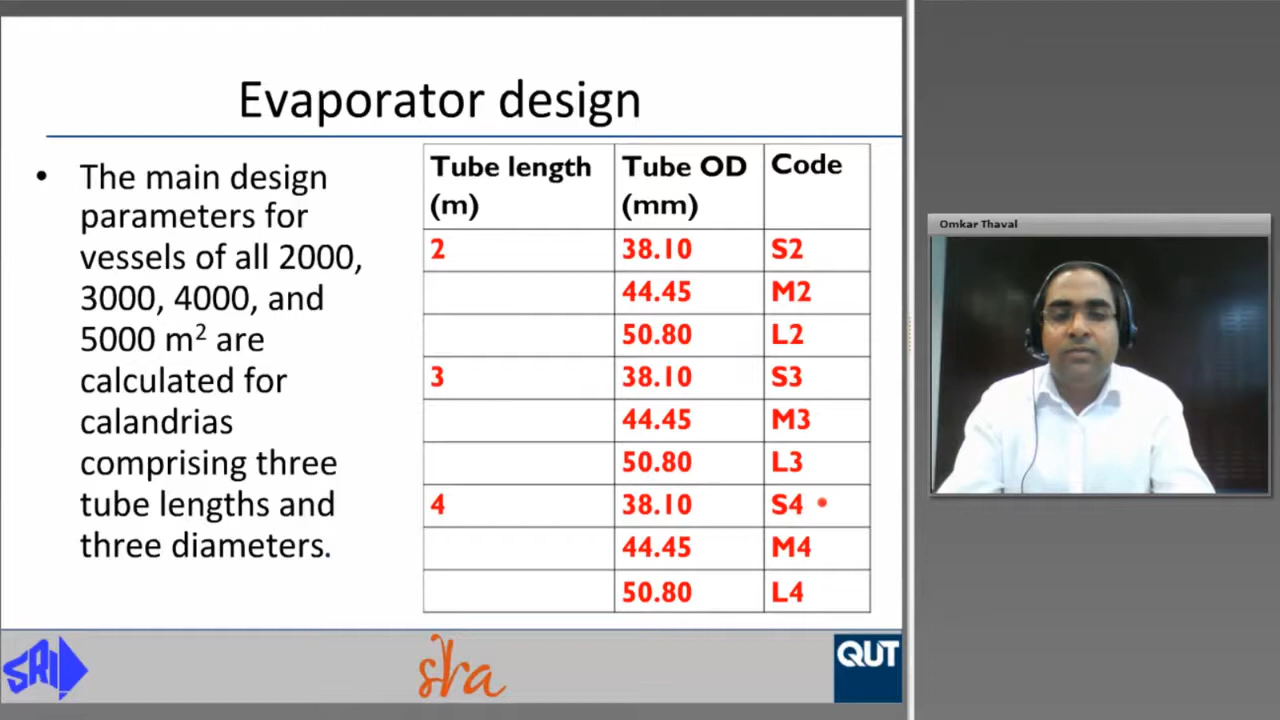 Evaporator design
• The main design
parameters for
vessels of all 2000,
3000, 4000, and
5000 m² are
calculated for
calandrias
comprising three
tube lengths and
three diameters.
Tube length (m) Tube OD (mm) Code
2 38.10 S2
44.45 M2
50.80 L2
3 38.10 S3
44.45 M3
50.80 L3
4 38.10 S4
44.45 M4
50.80 L4
SRI
sra
QUT
Omkar Thaval